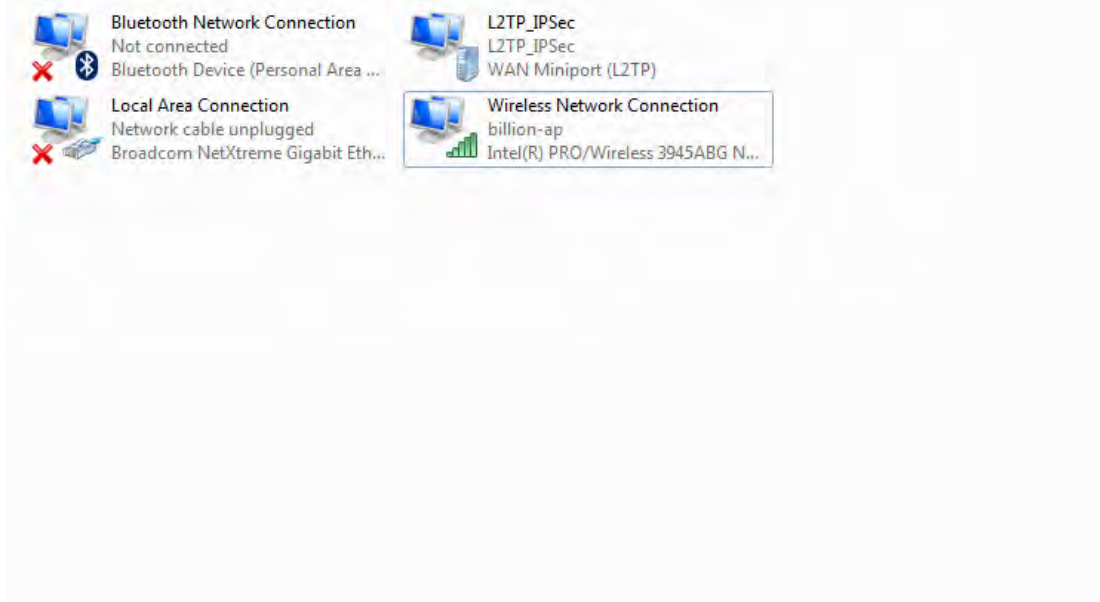 Bluetooth Network Connection
Not connected
Bluetooth Device (Personal Area ...
L2TP_IPSec
L2TP_IPSec
WAN Miniport (L2TP)
Local Area Connection
Network cable unplugged
Broadcom NetXtreme Gigabit Eth...
Wireless Network Connection
billion-ap
Intel(R) PRO/Wireless 3945ABG N...